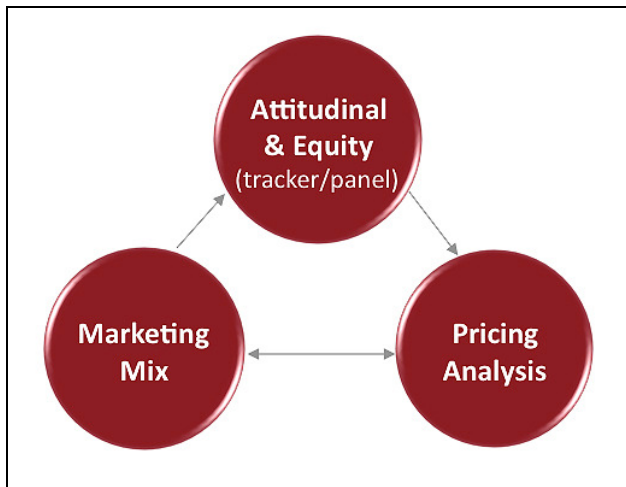 Attitudinal
& Equity
(tracker/panel)
Marketing
Mix
Pricing
Analysis